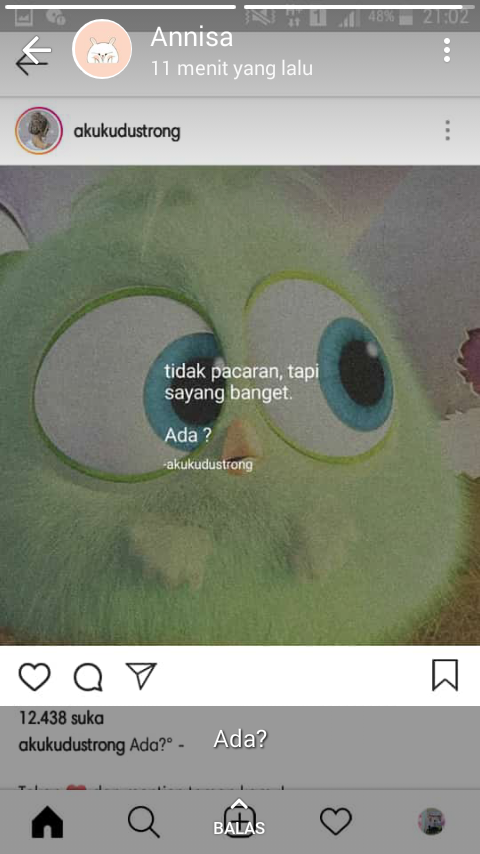 48%
21:02
Annisa
11 menit yang lalu
akukudustrong
tidak pacaran, tapi
sayang banget.
Ada ?
-akukudustrong
12.438 suka
akukudustrong Ada?° -
Ada?
BALAS